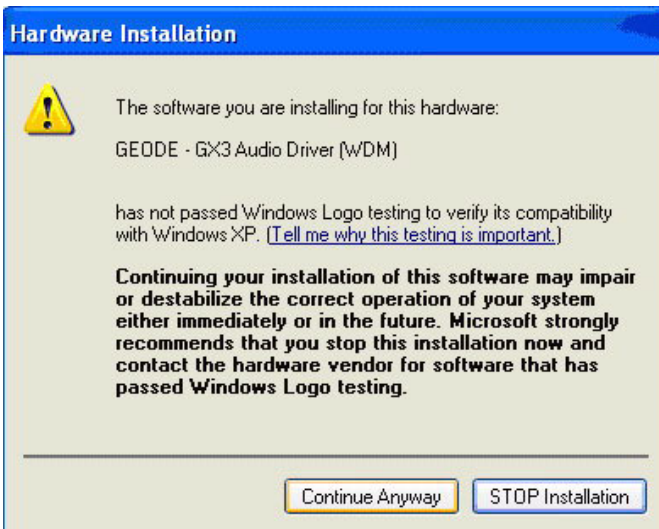 Hardware Installation
The software you are installing for this hardware:
GEODE - GX3 Audio Driver (WDM)
has not passed Windows Logo testing to verify its compatibility
with Windows XP. (Tell me why this testing is important.)
Continuing your installation of this software may impair
or destabilize the correct operation of your system
either immediately or in the future. Microsoft strongly
recommends that you stop this installation now and
contact the hardware vendor for software that has
passed Windows Logo testing.
Continue Anyway
STOP Installation